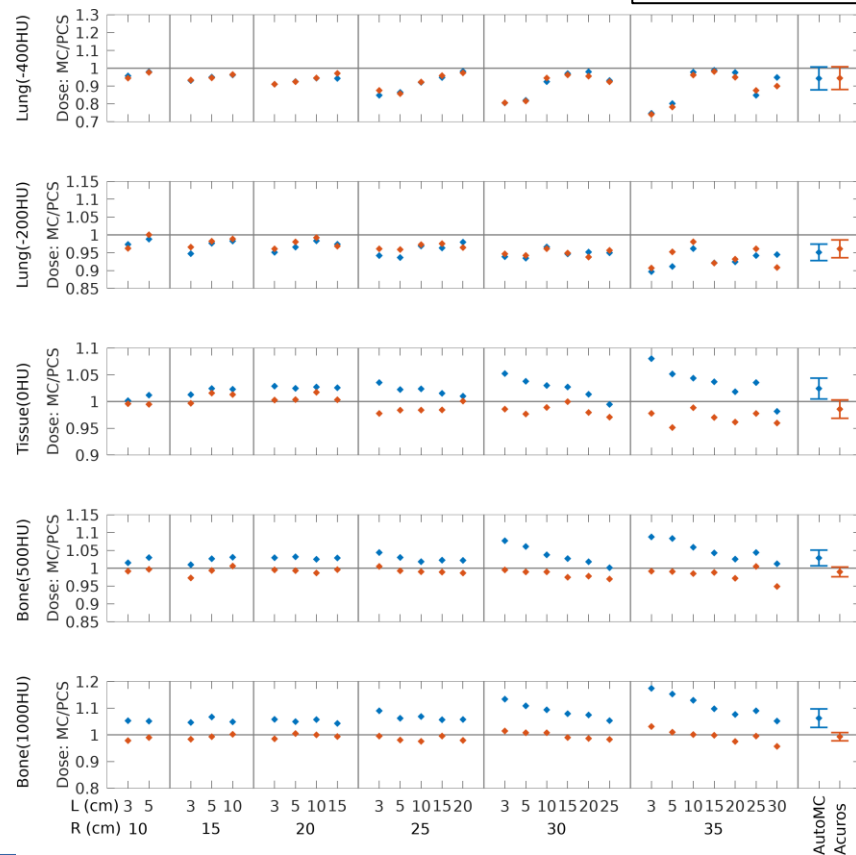 Lung(-400HU)
Dose: MC/PCS
1.3
1.2
1.1
1
0.9
0.8
0.7
Lung(-200HU)
Dose: MC/PCS
1.15
1.1
1.05
1
0.95
0.9
0.85
Tissue(0HU)
Dose: MC/PCS
1.1
1.05
1
0.95
0.9
Bone(500HU)
Dose: MC/PCS
1.15
1.1
1.05
1
0.95
0.9
0.85
Bone(1000HU)
Dose: MC/PCS
1.2
1.1
1
0.9
0.8
L (cm) 3 5 3 5 10 3 5 10 15 3 5 10 15 20 3 5 10 15 20 25 3 5 10 15 20 25 30
R (cm) 10 15 20 25 30 35
AutoMC
Acuros